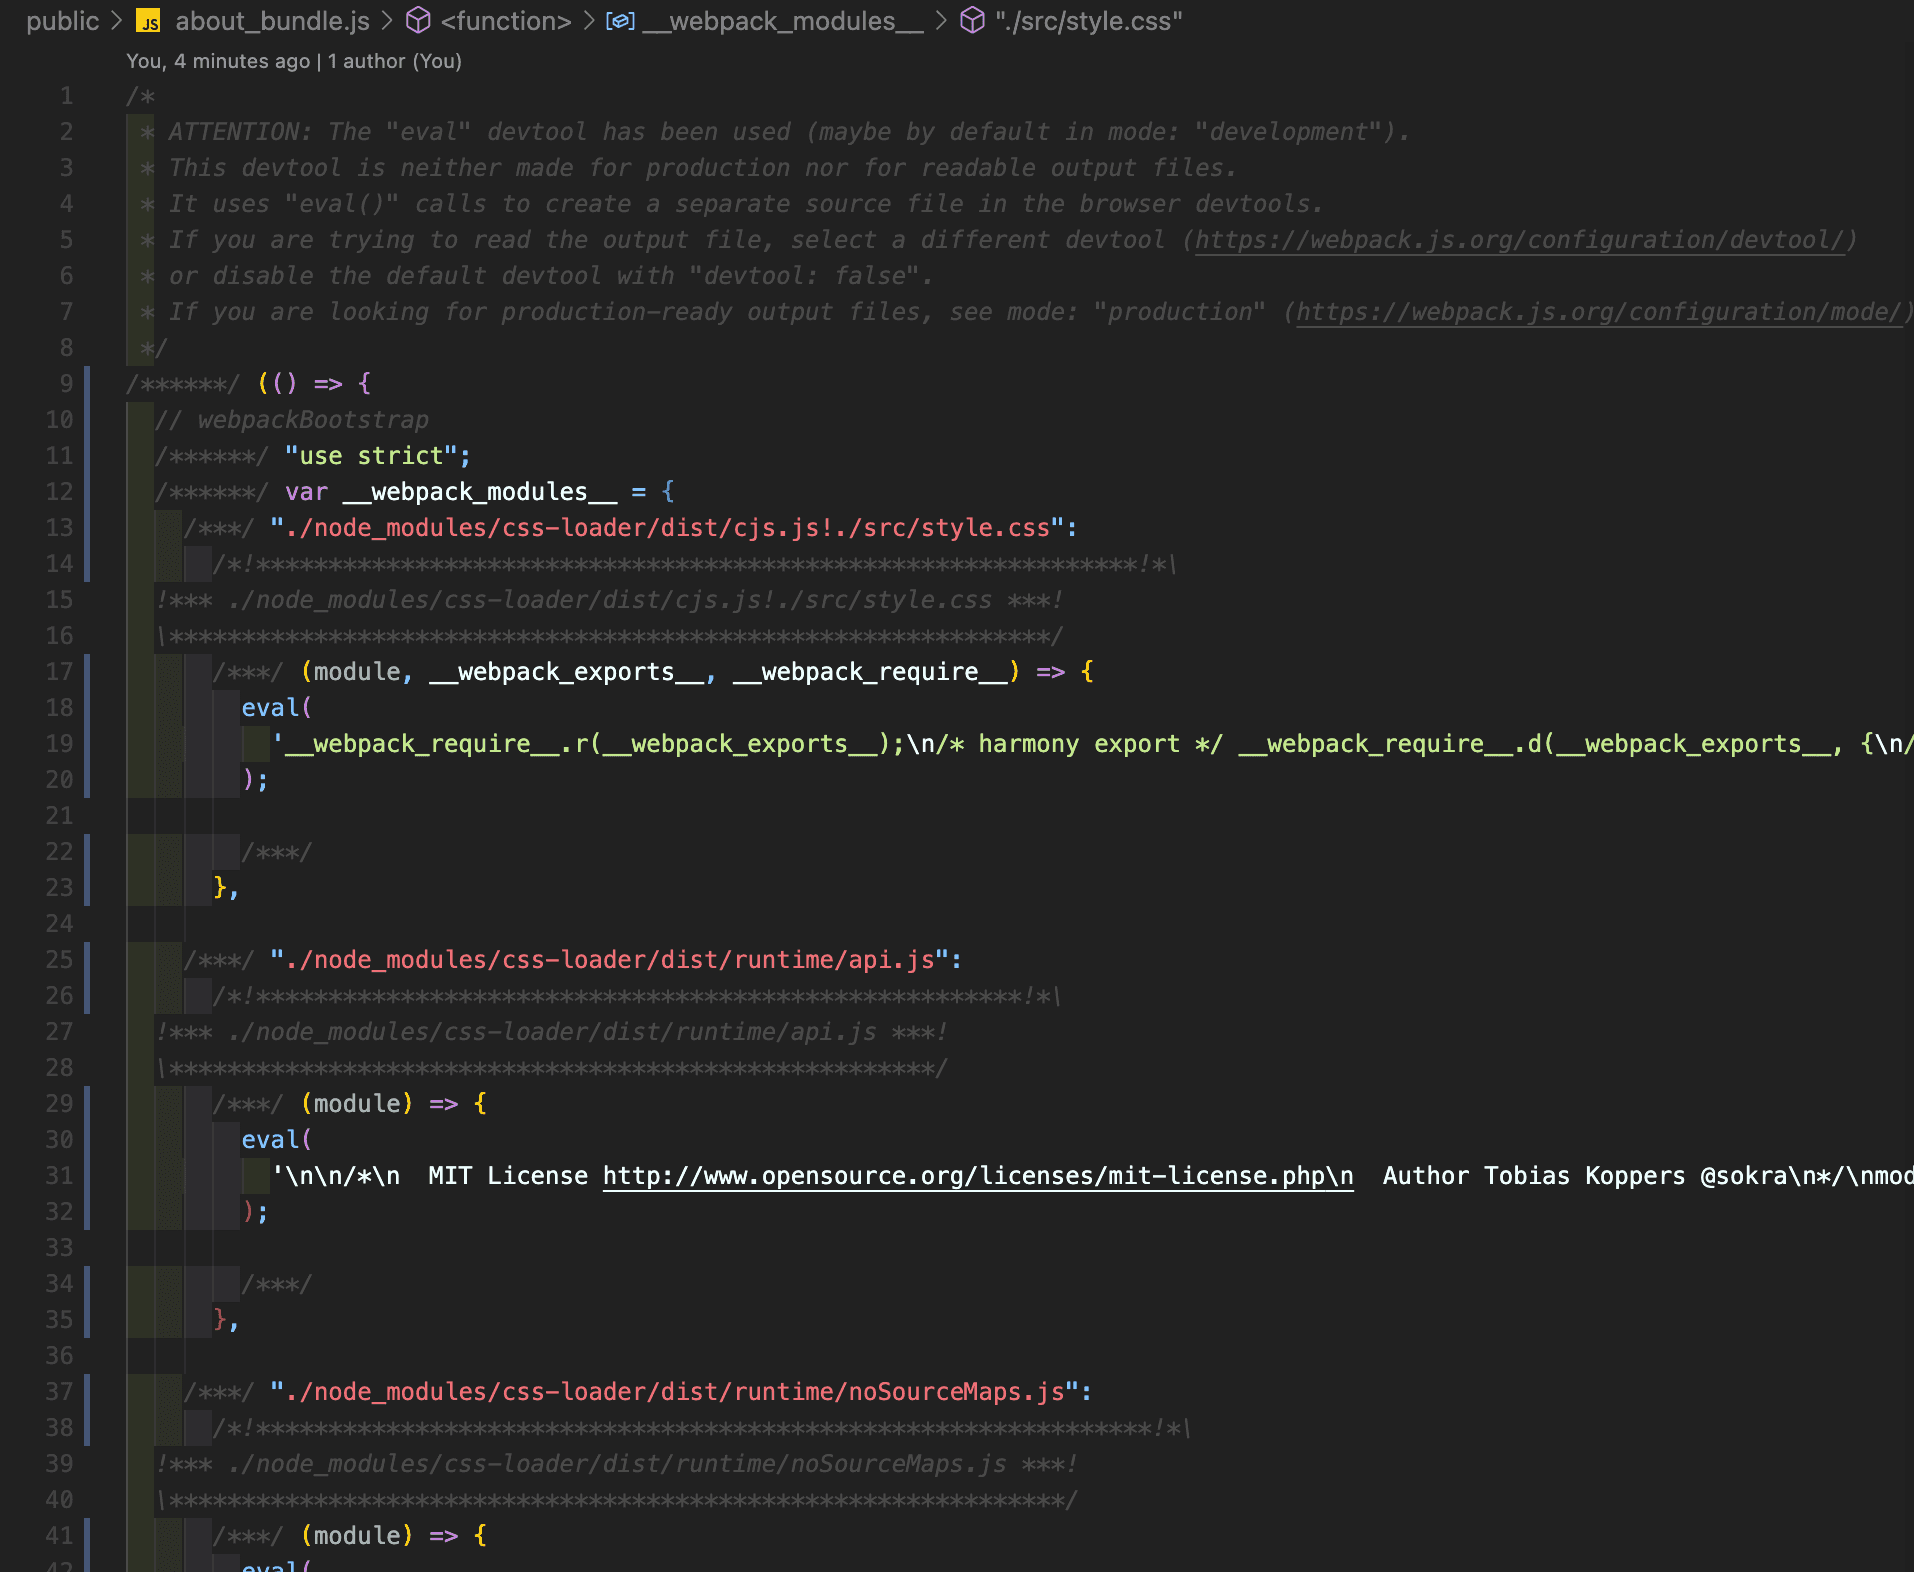 public > JS about_bundle.js > <function> > __webpack_modules__ > "./src/style.css"
You, 4 minutes ago | 1 author (You)
1 /*
2 * ATTENTION: The "eval" devtool has been used (maybe by default in mode: "development").
3 * This devtool is neither made for production nor for readable output files.
4 * It uses "eval()" calls to create a separate source file in the browser devtools.
5 * If you are trying to read the output file, select a different devtool (https://webpack.js.org/configuration/devtool/)
6 * or disable the default devtool with "devtool: false".
7 * If you are looking for production-ready output files, see mode: "production" (https://webpack.js.org/configuration/mode/)
8 */
9 /******/ (() => {
10 // webpackBootstrap
11 /******/ "use strict";
12 /******/ var __webpack_modules__ = {
13 /***/ "./node_modules/css-loader/dist/cjs.js!./src/style.css":
14 /*!*************************************************************!*\
15 !*** ./node_modules/css-loader/dist/cjs.js!./src/style.css ***!
16 \*************************************************************/
17 /***/ (module, __webpack_exports__, __webpack_require__) => {
18 eval(
19 '__webpack_require__.r(__webpack_exports__);\n/* harmony export */ __webpack_require__.d(__webpack_exports__, {\n/
20 );
21
22 /***/
23 },
24
25 /***/ "./node_modules/css-loader/dist/runtime/api.js":
26 /*!*****************************************************!*\
27 !*** ./node_modules/css-loader/dist/runtime/api.js ***!
28 \*****************************************************/
29 /***/ (module) => {
30 eval(
31 '\n\n/*\n  MIT License http://www.opensource.org/licenses/mit-license.php\n  Author Tobias Koppers @sokra\n*/\nmod
32 );
33
34 /***/
35 },
36
37 /***/ "./node_modules/css-loader/dist/runtime/noSourceMaps.js":
38 /*!**************************************************************!*\
39 !*** ./node_modules/css-loader/dist/runtime/noSourceMaps.js ***!
40 \**************************************************************/
41 /***/ (module) => {
42 eval(